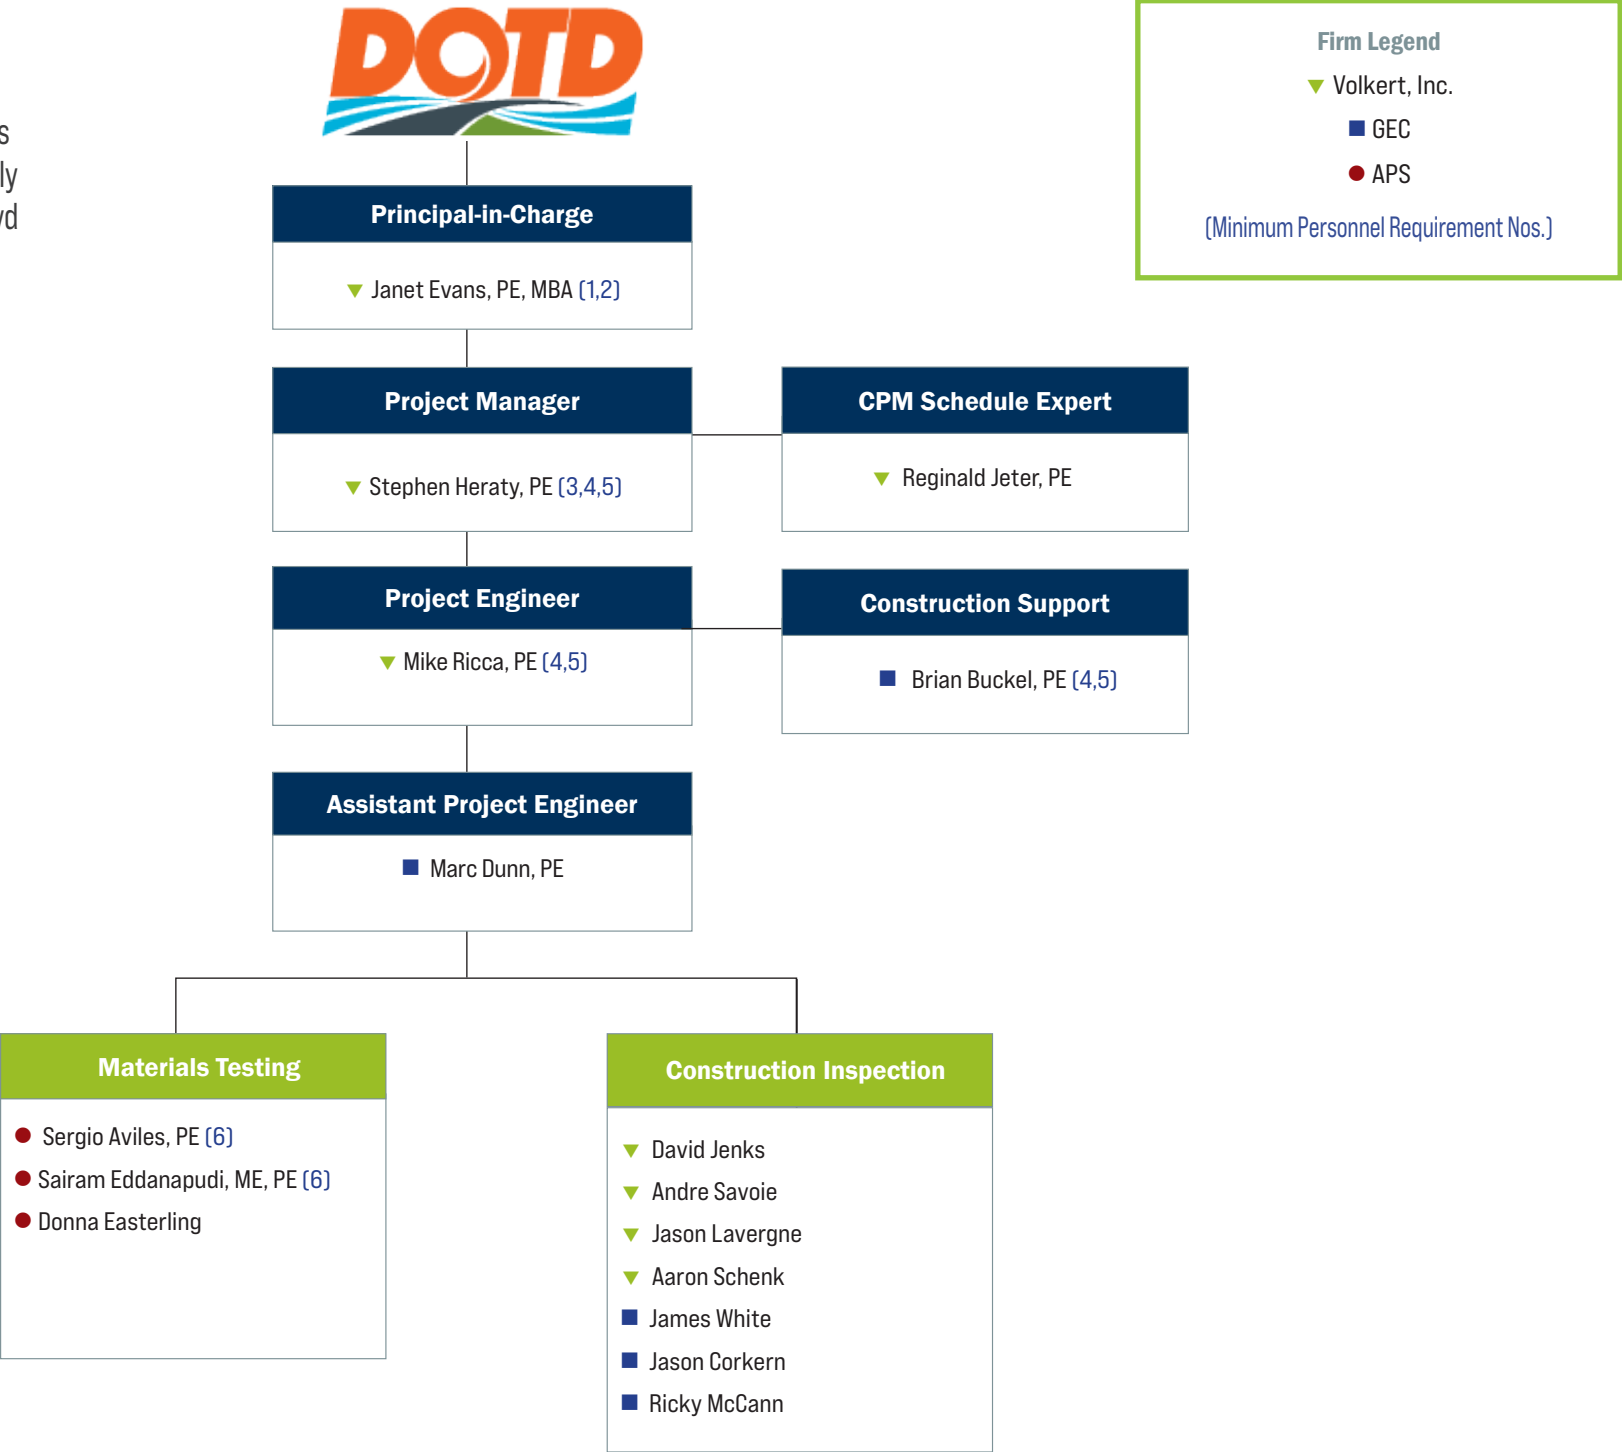 DOTD
s
ly
vd
Firm Legend
Volkert, Inc.
GEC
APS
(Minimum Personnel Requirement Nos.)
Principal-in-Charge
Janet Evans, PE, MBA (1,2)
Project Manager
Stephen Heraty, PE (3,4,5)
CPM Schedule Expert
Reginald Jeter, PE
Project Engineer
Mike Ricca, PE (4,5)
Construction Support
Brian Buckel, PE (4,5)
Assistant Project Engineer
Marc Dunn, PE
Materials Testing
Sergio Aviles, PE (6)
Sairam Eddanapudi, ME, PE (6)
Donna Easterling
Construction Inspection
David Jenks
Andre Savoie
Jason Lavergne
Aaron Schenk
James White
Jason Corkern
Ricky McCann